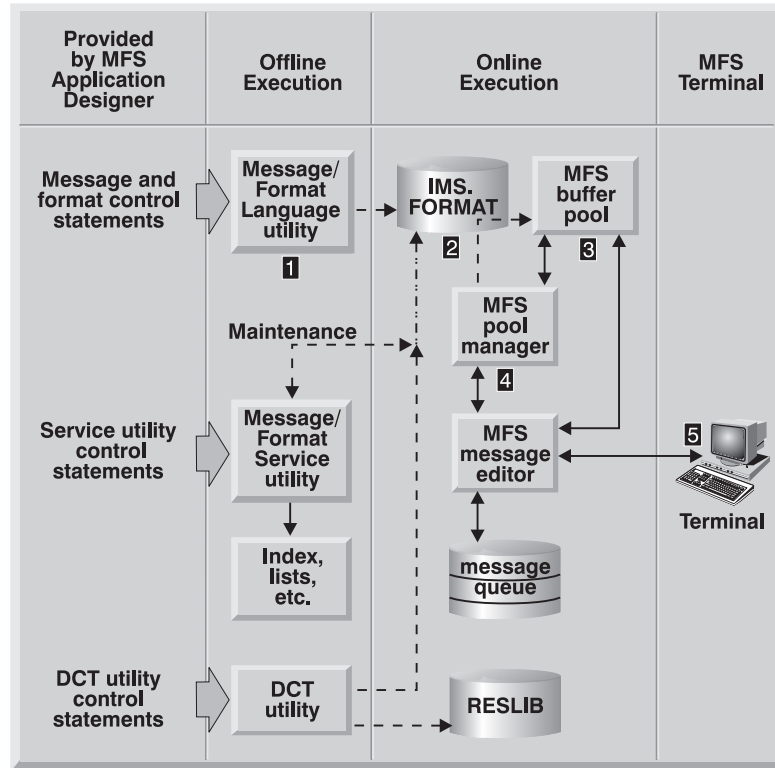 Provided
by MFS
Application
Designer
Offline
Execution
Online
Execution
MFS
Terminal
Message and
format control
statements
Message/
Format
Language
utility
1
IMS.
FORMAT
2
MFS
buffer
pool
3
MFS
pool
manager
4
Maintenance
Service utility
control
statements
Message/
Format
Service
utility
MFS
message
editor
5
Terminal
Index,
lists,
etc.
message
queue
DCT utility
control
statements
DCT
utility
RESLIB